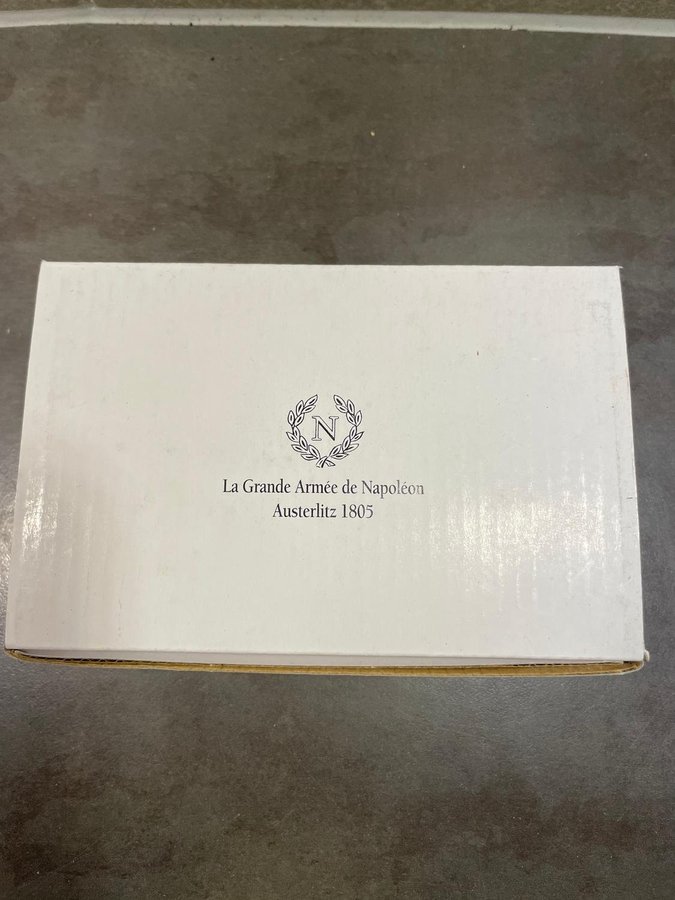 N
La Grande Armée de Napoléon
Austerlitz 1805